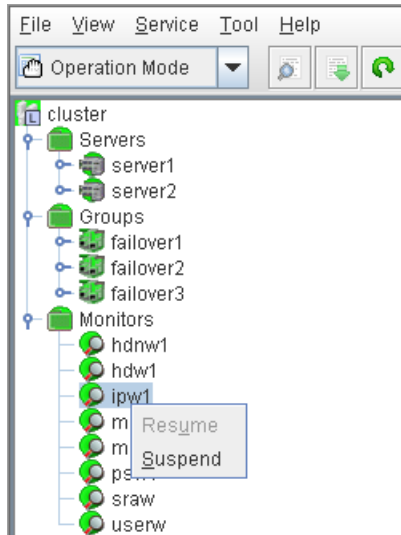 File View Service Tool Help
Operation Mode
cluster
Servers
server1
server2
Groups
failover1
failover2
failover3
Monitors
hdnw1
hdw1
ipw1
Resume
Suspend
sraw
userw